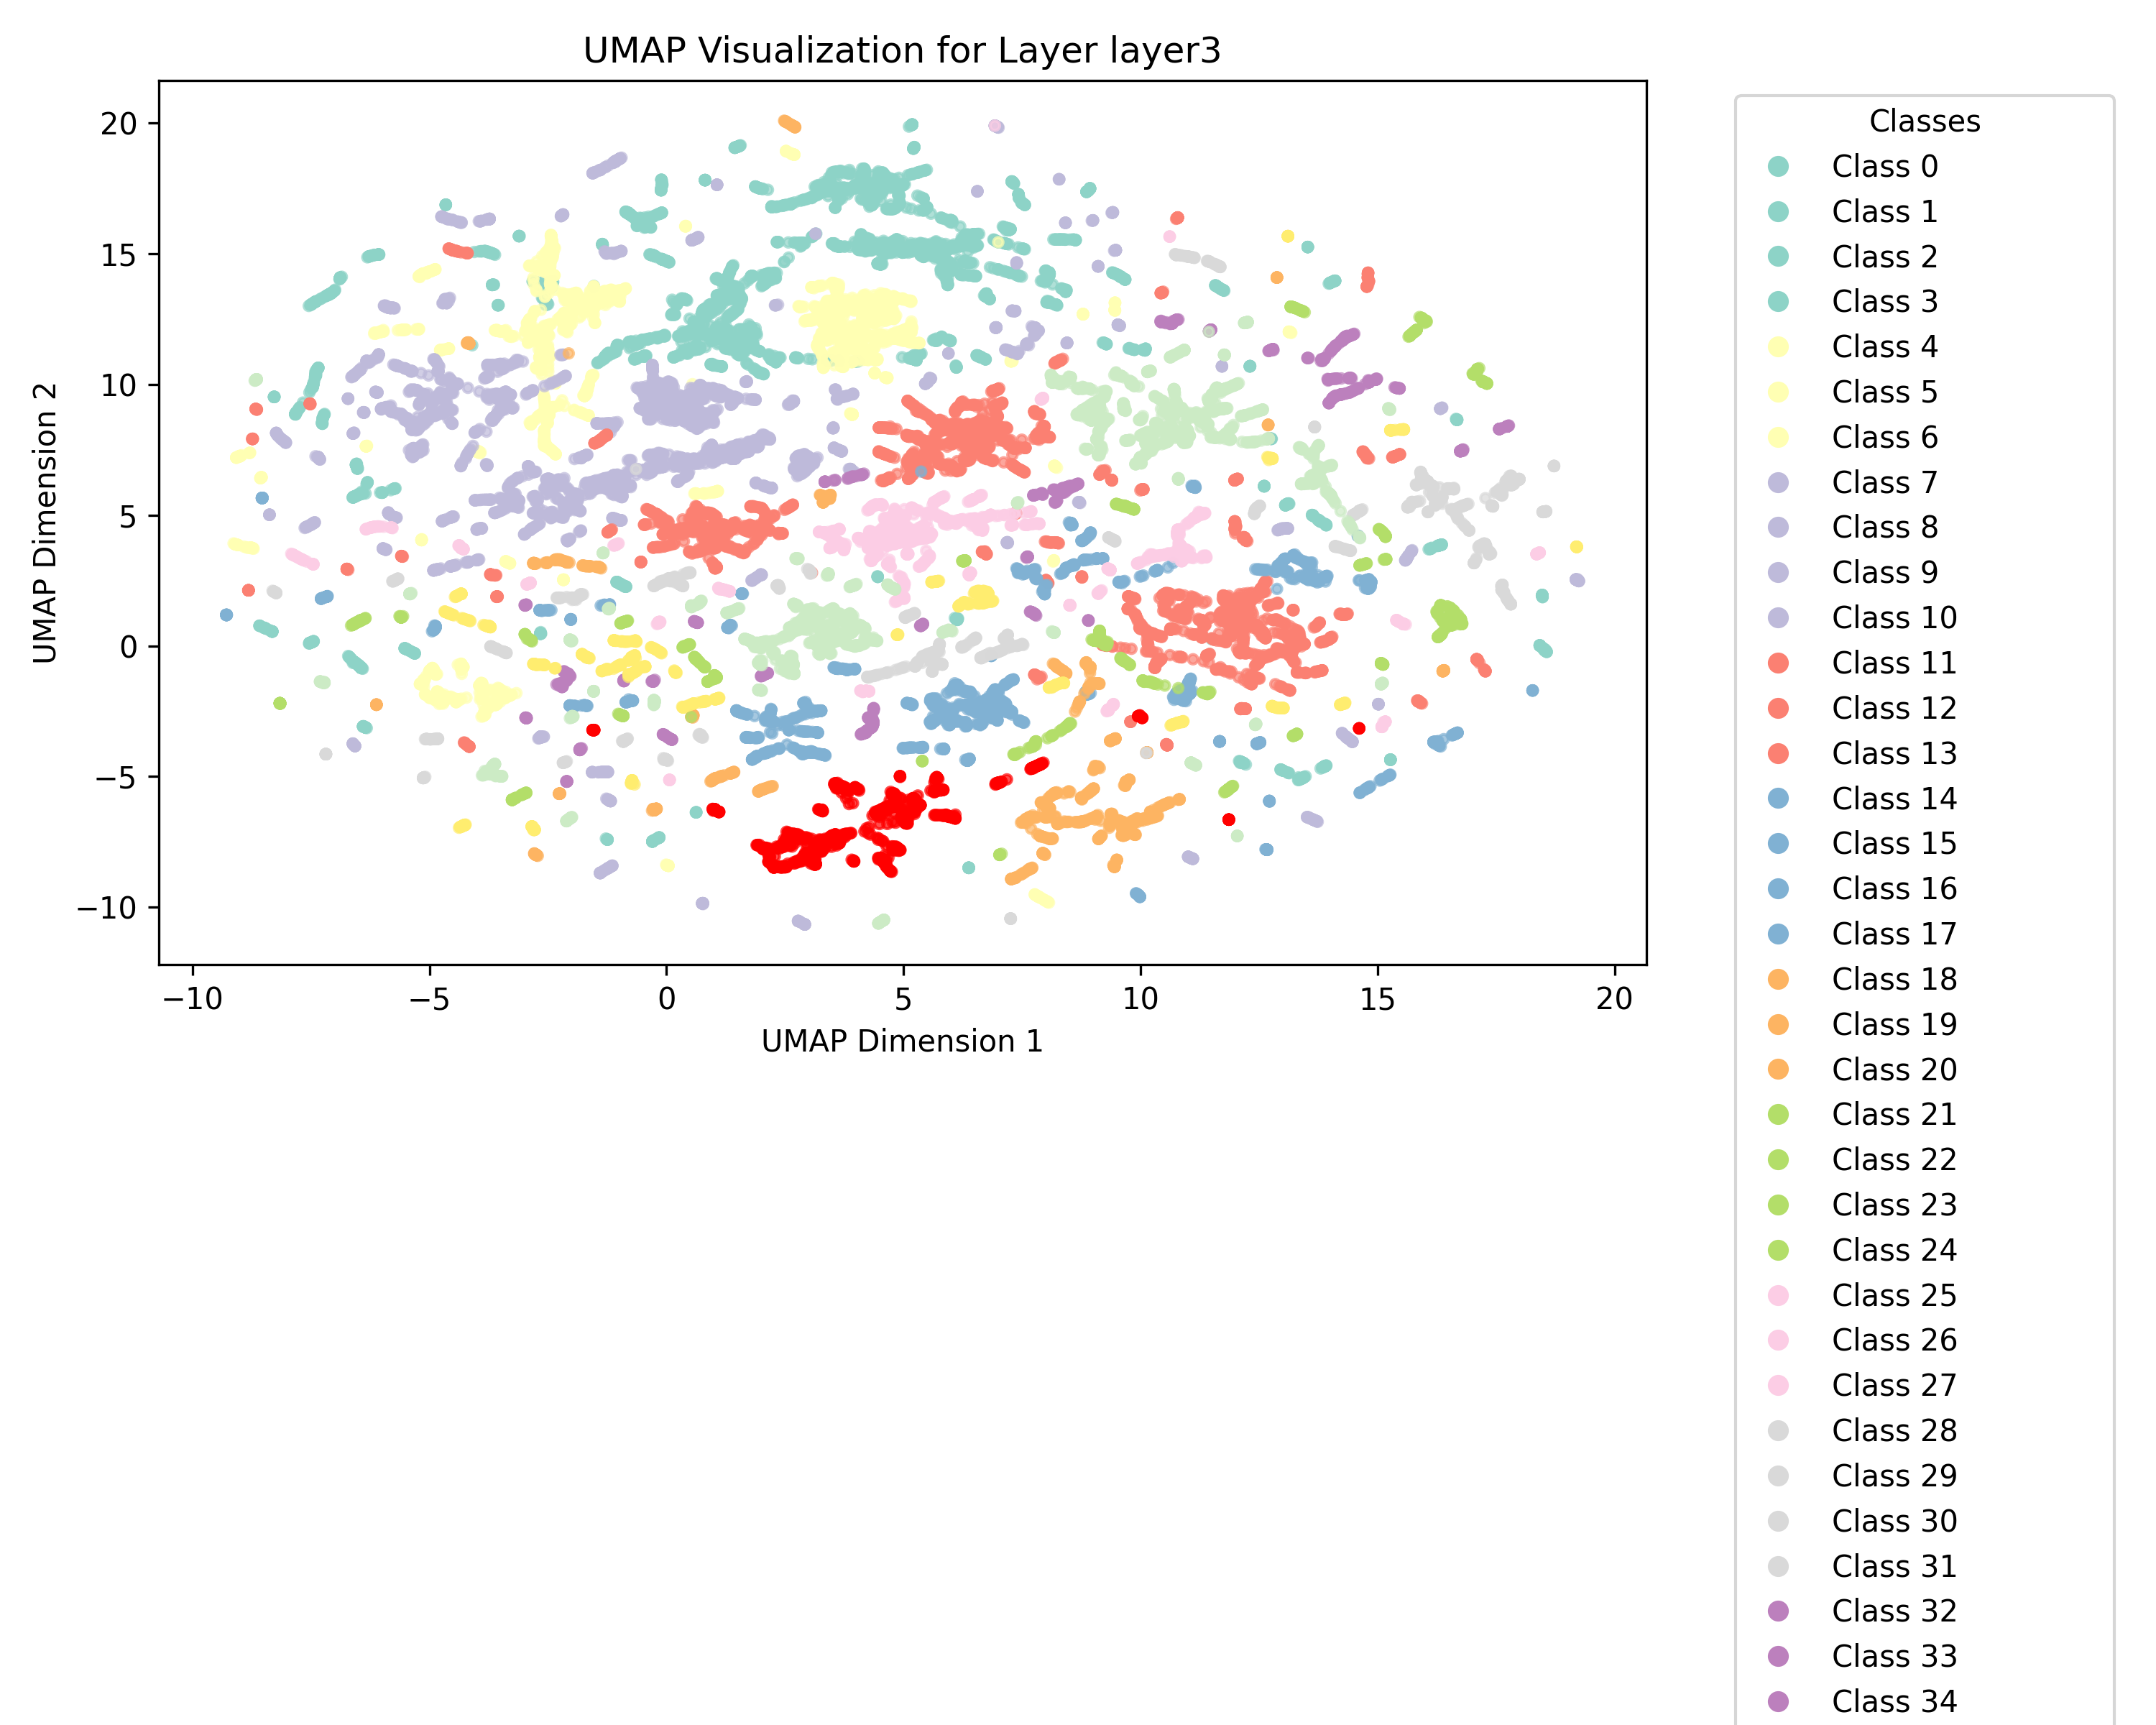 UMAP Visualization for Layer layer3
20
15
10
5
0
−5
−10
UMAP Dimension 2
−10
−5
0
5
10
15
20
UMAP Dimension 1
Classes
Class 0
Class 1
Class 2
Class 3
Class 4
Class 5
Class 6
Class 7
Class 8
Class 9
Class 10
Class 11
Class 12
Class 13
Class 14
Class 15
Class 16
Class 17
Class 18
Class 19
Class 20
Class 21
Class 22
Class 23
Class 24
Class 25
Class 26
Class 27
Class 28
Class 29
Class 30
Class 31
Class 32
Class 33
Class 34